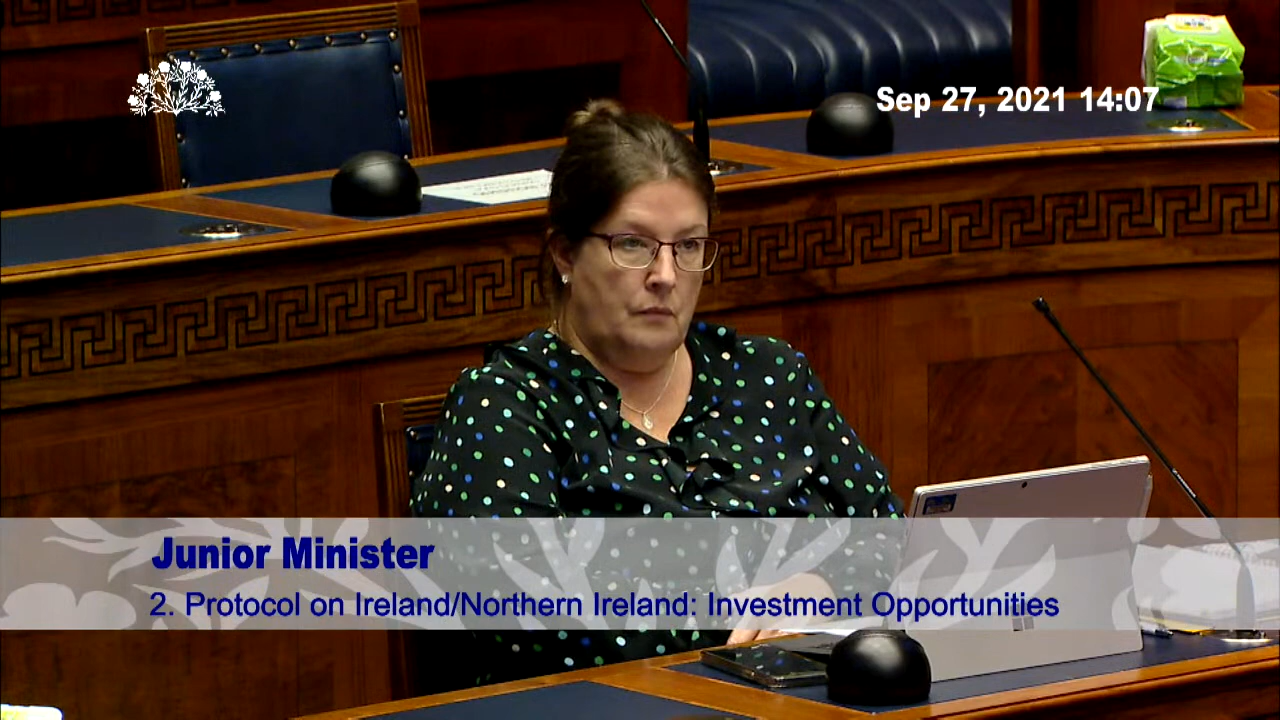 Sep 27, 2021 14:07
Junior Minister
2. Protocol on Ireland/Northern Ireland: Investment Opportunities